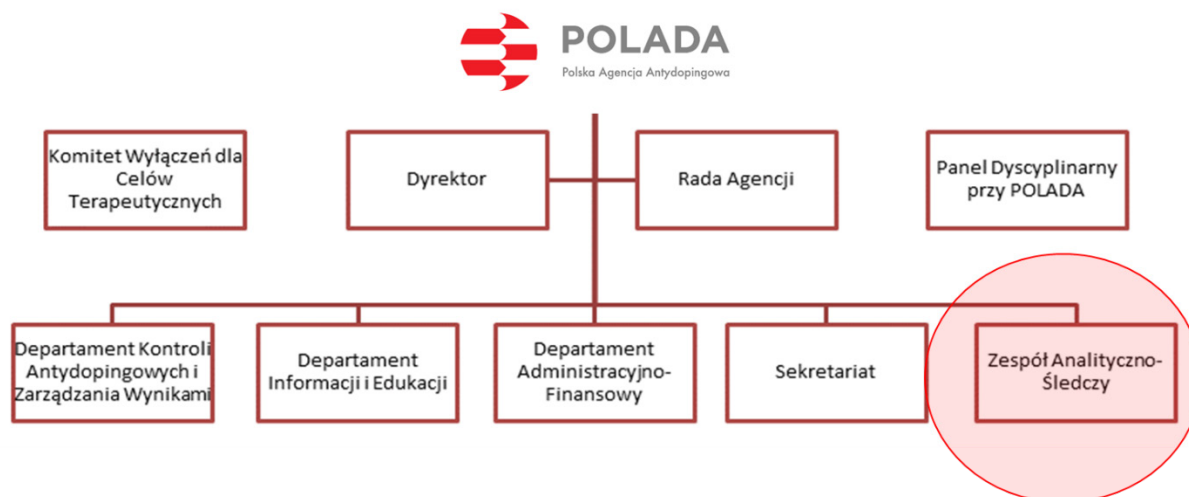 POLADA
Polska Agencja Antydopingowa
Komitet Wyłączeń dla
Celów
Terapeutycznych
Dyrektor
Rada Agencji
Panel Dyscyplinarny
przy POLADA
Departament Kontroli
Antydopingowych i
Zarządzania Wynikami
Departament
Informacji i Edukacji
Departament
Administracyjno-
Finansowy
Sekretariat
Zespół Analityczno-
Śledczy